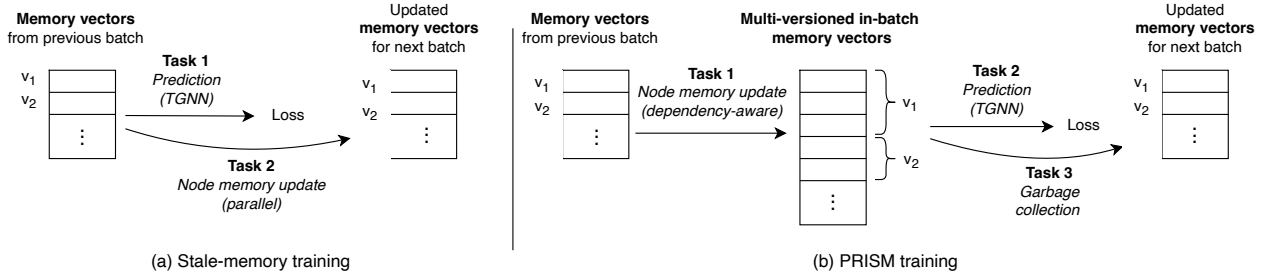 Memory vectors
from previous batch
Updated
memory vectors
for next batch
Task 1
Prediction
(TGNN)
v1
v2
⋮
Loss
v1
v2
⋮
Task 2
Node memory update
(parallel)
(a) Stale-memory training
Memory vectors
from previous batch
Multi-versioned in-batch
memory vectors
Updated
memory vectors
for next batch
v1
v2
⋮
Task 1
Node memory update
(dependency-aware)
v1
v2
⋮
Task 2
Prediction
(TGNN)
Loss
v1
v2
⋮
Task 3
Garbage
collection
(b) PRISM training